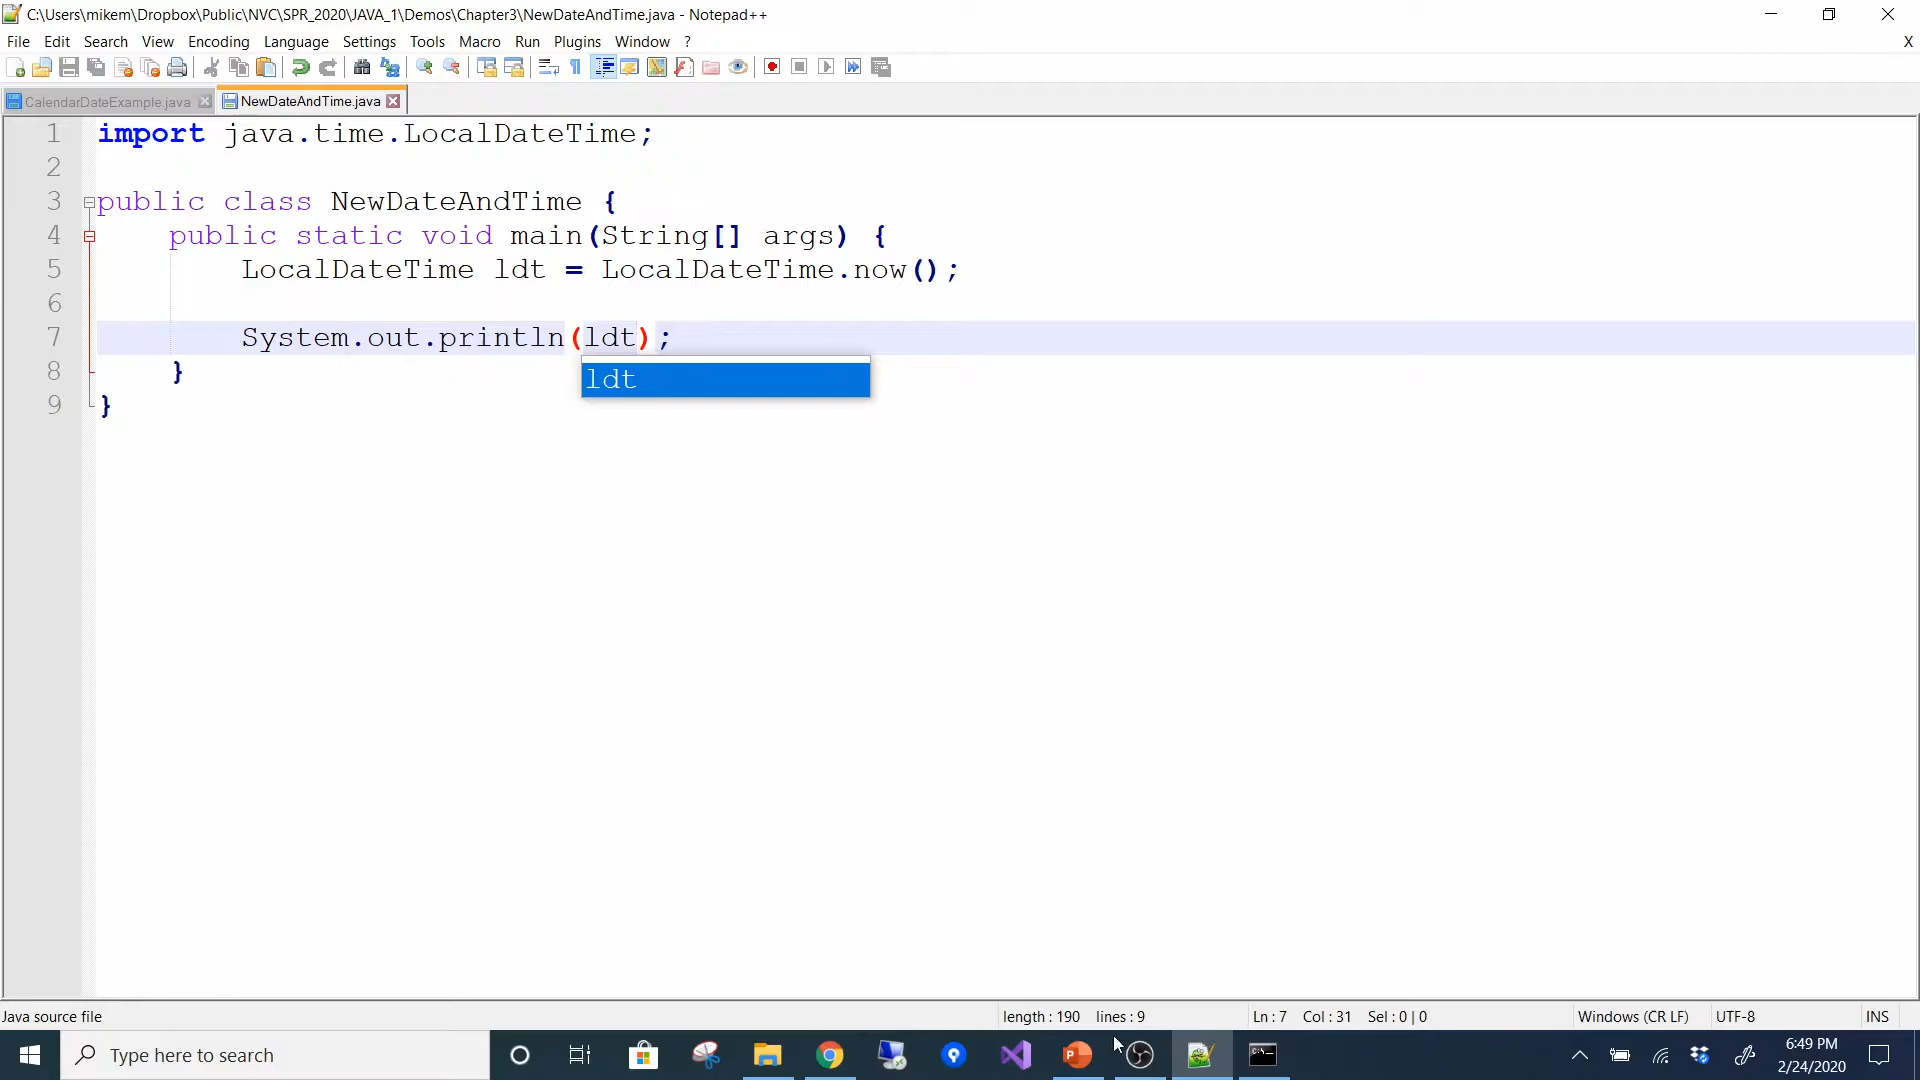 C:\Users\mikem\Dropbox\Public\NVC\SPR_2020\JAVA_1\Demos\Chapter3\NewDateAndTime.java - Notepad++
File Edit Search View Encoding Language Settings Tools Macro Run Plugins Window ? X
CalendarDateExample.java NewDateAndTime.java
1 import java.time.LocalDateTime;
2
3 public class NewDateAndTime {
4 public static void main(String[] args) {
5 LocalDateTime ldt = LocalDateTime.now();
6
7 System.out.println(ldt);
ldt
8 }
9 }
Java source file length : 190 lines : 9 Ln : 7 Col : 31 Sel : 0 | 0 Windows (CR LF) UTF-8 INS
Type here to search
6:49 PM
2/24/2020